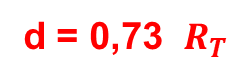 d = 0,73 R_T